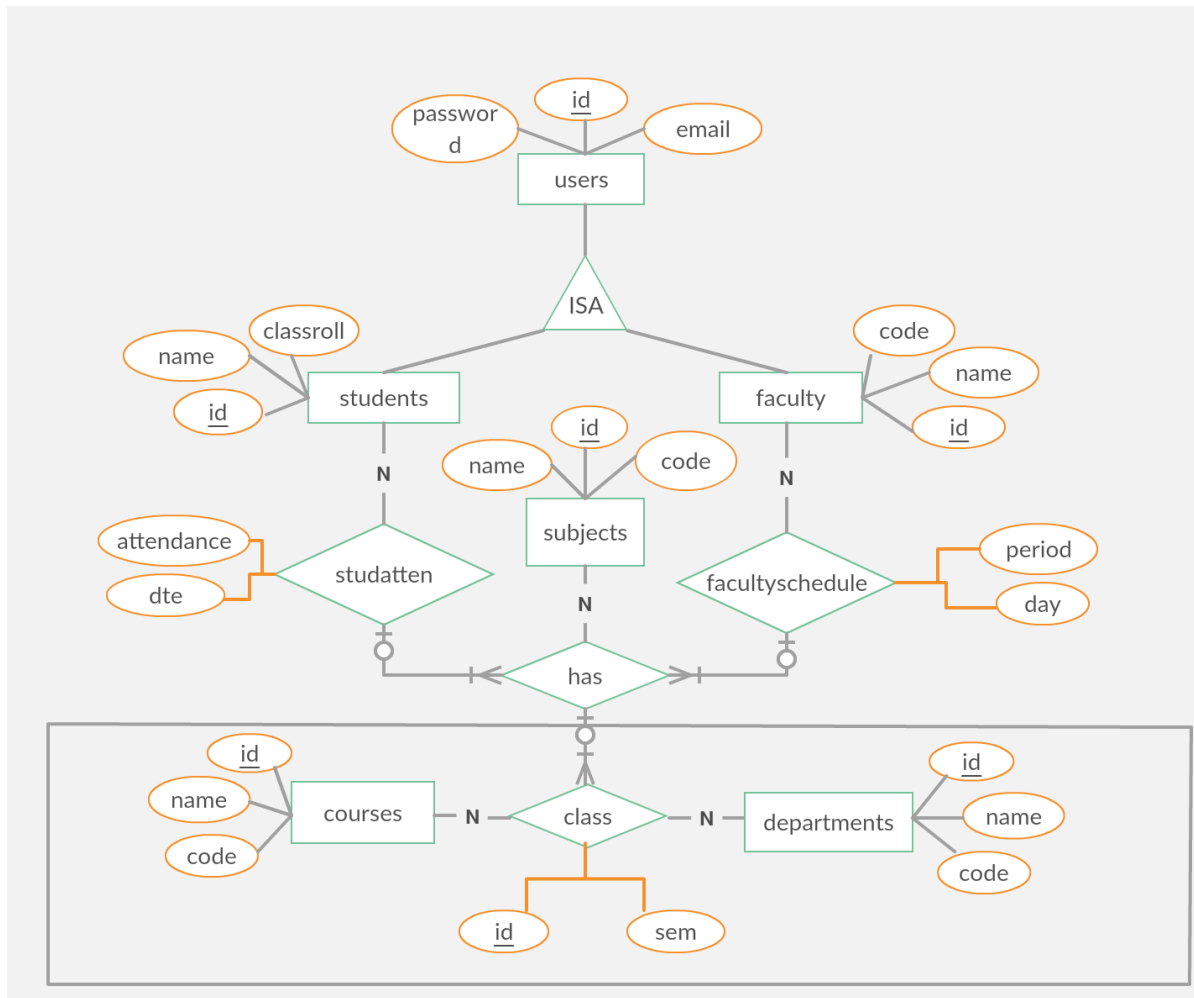 id
passwor
d
email
users
ISA
classroll
name
id
students
code
name
id
faculty
N
id
name
code
subjects
N
attendance
dte
studatten
N
facultyschedule
period
day
has
id
name
code
courses
N
class
N
departments
id
name
code
id
sem